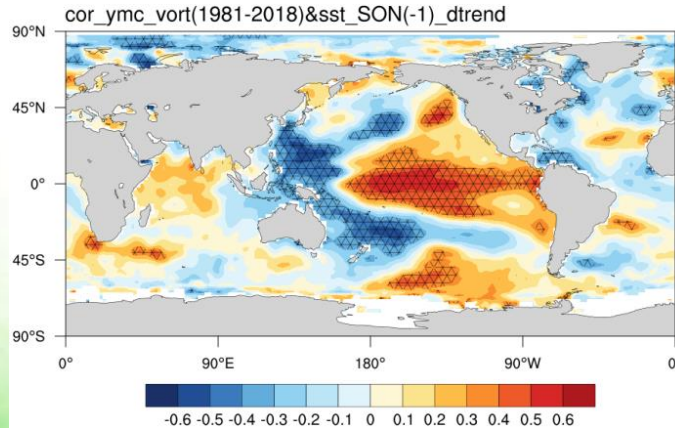 cor_ymc_vort(1981-2018)&sst_SON(-1)_dtrend
90°N
45°N
0°
45°S
90°S
0° 90°E 180° 90°W 0
-0.6 -0.5 -0.4 -0.3 -0.2 -0.1 0 0.1 0.2 0.3 0.4 0.5 0.6